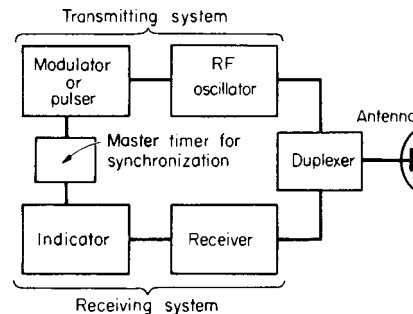 Transmitting system
Modulator
or
pulser
RF
oscillator
Antenna
Master timer for
synchronization
Duplexer
Indicator
Receiver
Receiving system